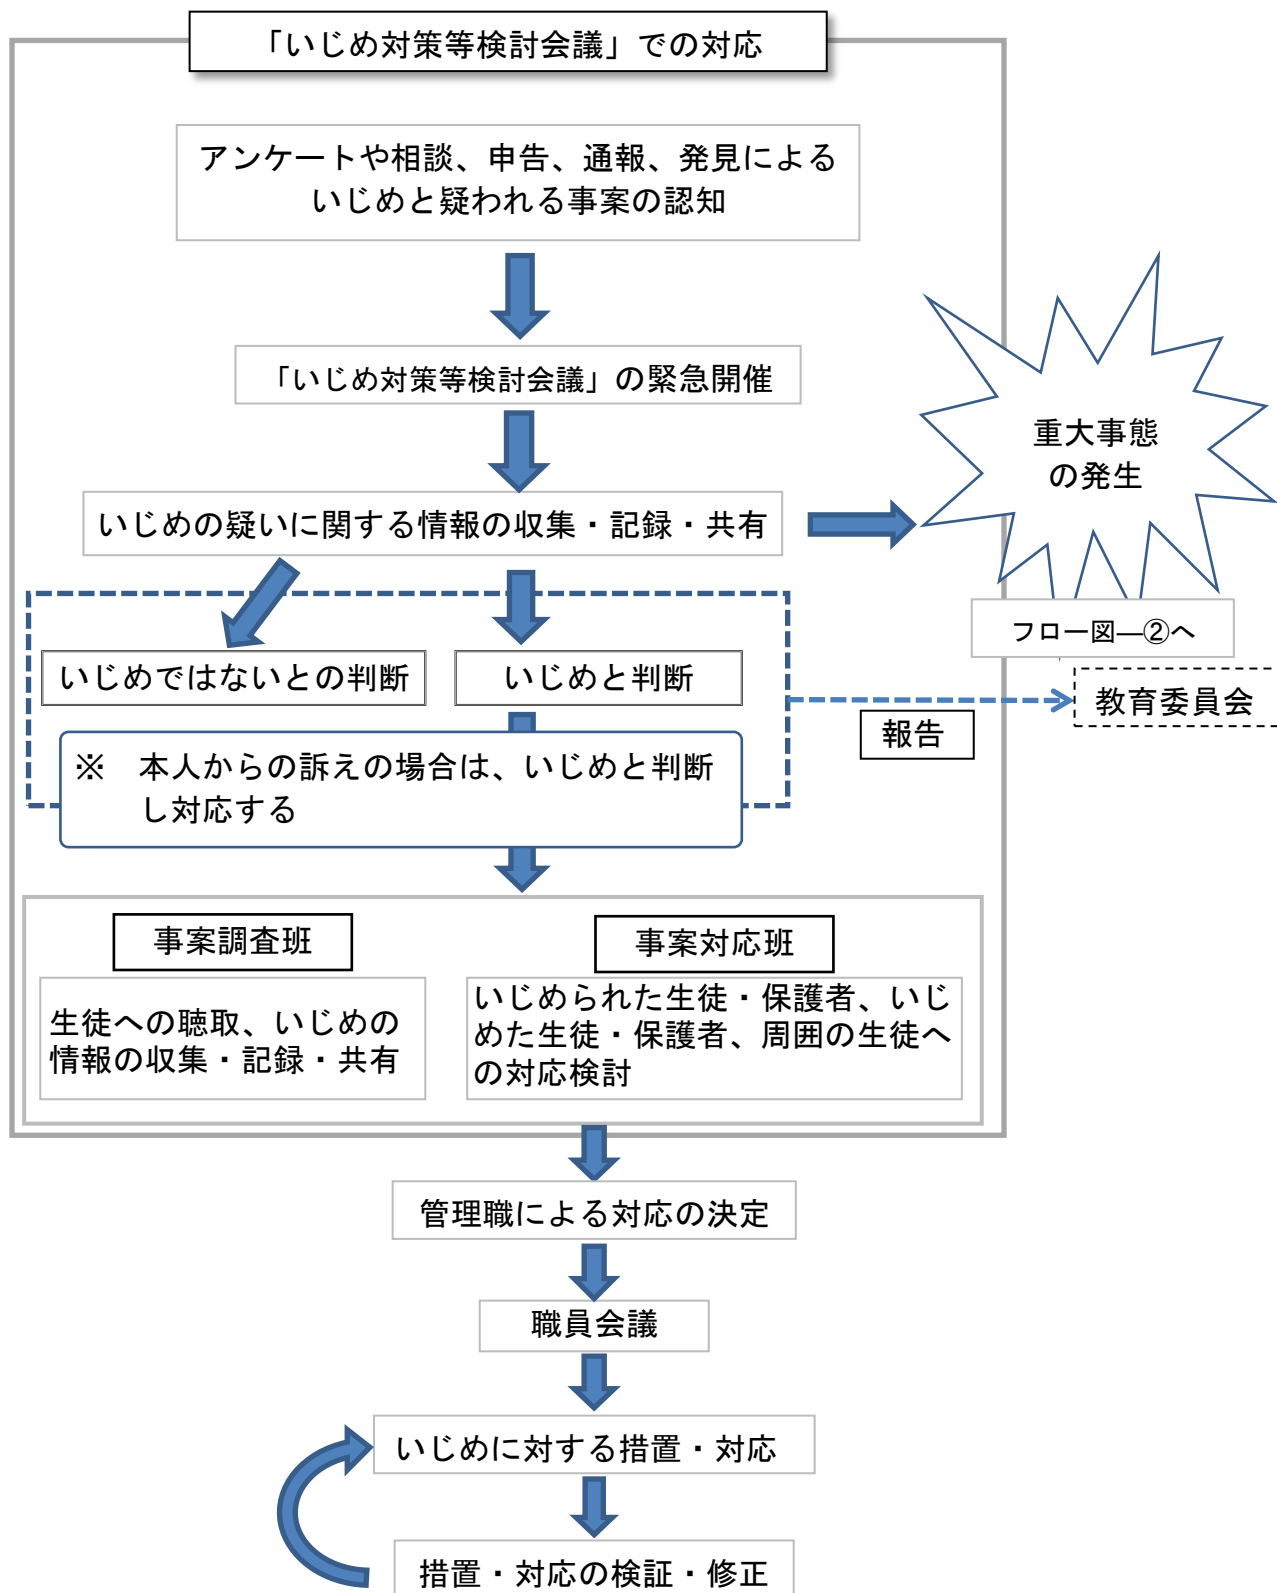 「いじめ対策等検討会議」での対応
アンケートや相談、申告、通報、発見による
いじめと疑われる事案の認知
「いじめ対策等検討会議」の緊急開催
重大事態
の発生
いじめの疑いに関する情報の収集・記録・共有
フロー図―②へ
いじめではないとの判断
いじめと判断
教育委員会
報告
※　本人からの訴えの場合は、いじめと判断
し対応する
事案調査班
生徒への聴取、いじめの
情報の収集・記録・共有
事案対応班
いじめられた生徒・保護者、いじ
めた生徒・保護者、周囲の生徒へ
の対応検討
管理職による対応の決定
職員会議
いじめに対する措置・対応
措置・対応の検証・修正